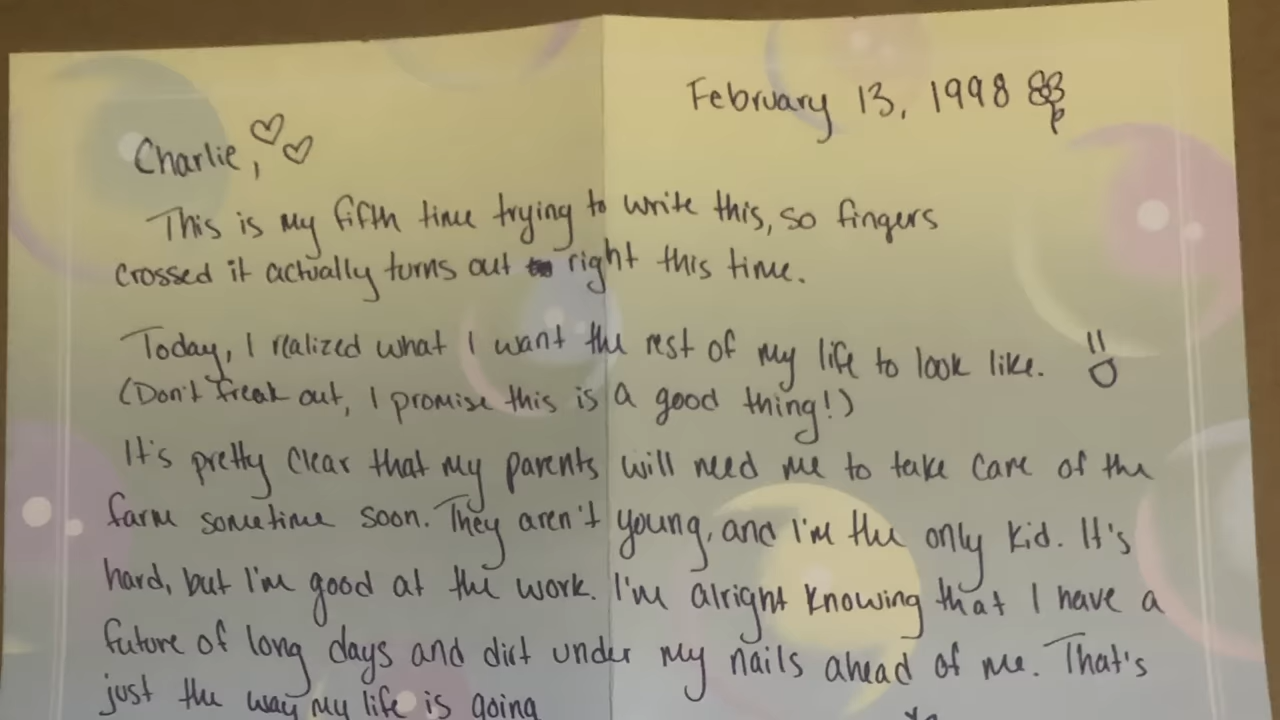 February 13, 1998
Charlie,
This is my fifth time trying to write this, so fingers
crossed it actually turns out right this time.
Today, I realized what I want the rest of my life to look like.
(Don't freak out, I promise this is a good thing!)
It's pretty clear that my parents will need me to take care of the
farm sometime soon. They aren't young, and I'm the only kid. It's
hard, but I'm good at the work. I'm alright knowing that I have a
future of long days and dirt under my nails ahead of me. That's
just the way my life is going